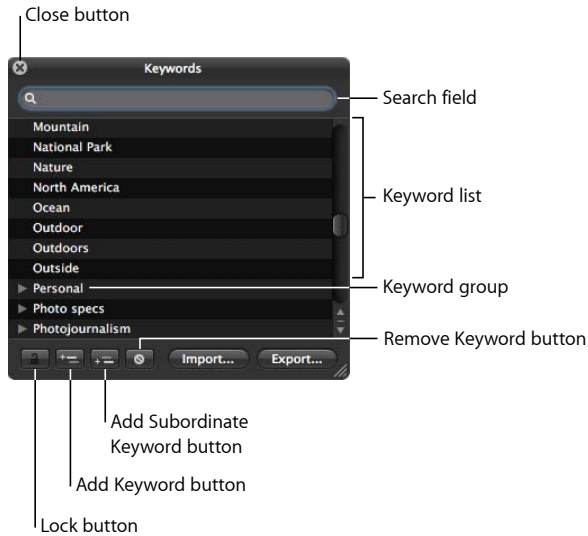 Close button
Keywords
Search field
Mountain
National Park
Nature
North America
Ocean
Outdoor
Outdoors
Outside
Personal
Photo specs
Photojournalism
Keyword list
Keyword group
Remove Keyword button
Import...
Export...
Add Subordinate
Keyword button
Add Keyword button
Lock button